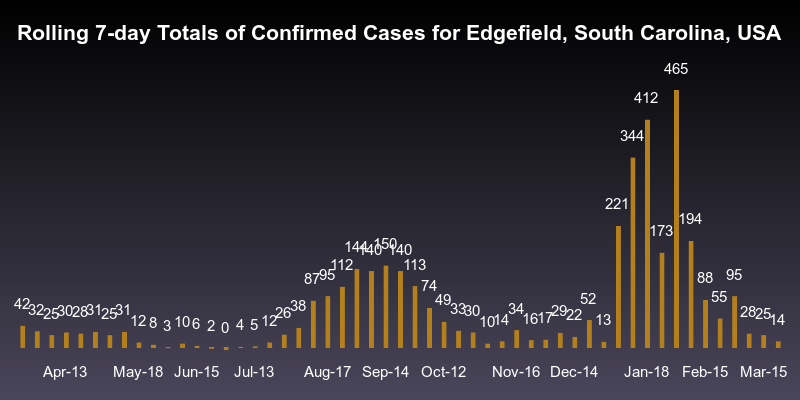 Rolling 7-day Totals of Confirmed Cases for Edgefield, South Carolina, USA
42 32 25 30 28 31 25 31 12 8 3 10 6 2 0 4 5 12 26 38 87 95 112 144 140 150 140 113 74 49 33 30 10 14 34 16 17 29 22 52 13 221 344 412 173 465 194 88 55 95 28 25 14
Apr-13 May-18 Jun-15 Jul-13 Aug-17 Sep-14 Oct-12 Nov-16 Dec-14 Jan-18 Feb-15 Mar-15